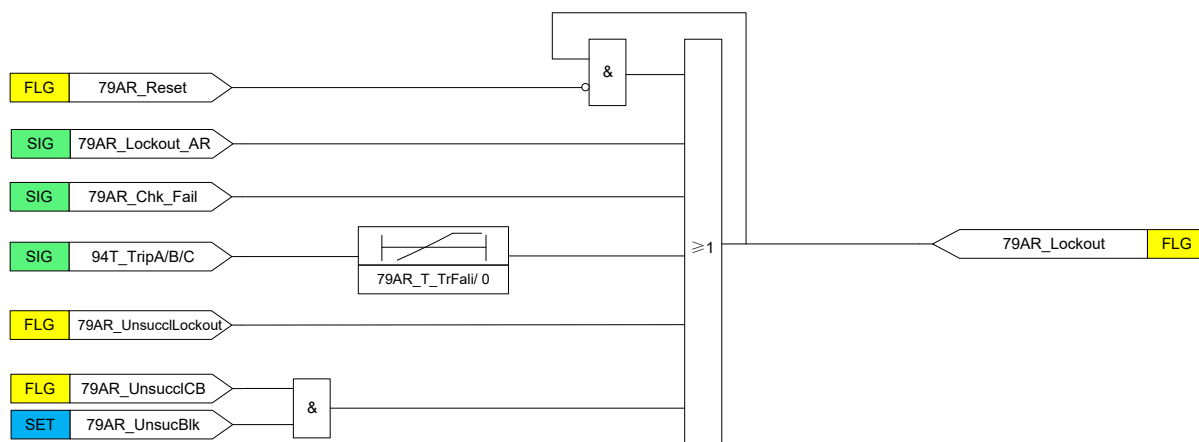 &
FLG 79AR_Reset
SIG 79AR_Lockout_AR
SIG 79AR_Chk_Fail
SIG 94T_TripA/B/C
≥1
79AR_Lockout FLG
79AR_T_TrFali/ 0
FLG 79AR_UnsucclLockout
FLG 79AR_UnsucclCB
&
SET 79AR_UnsucBlk